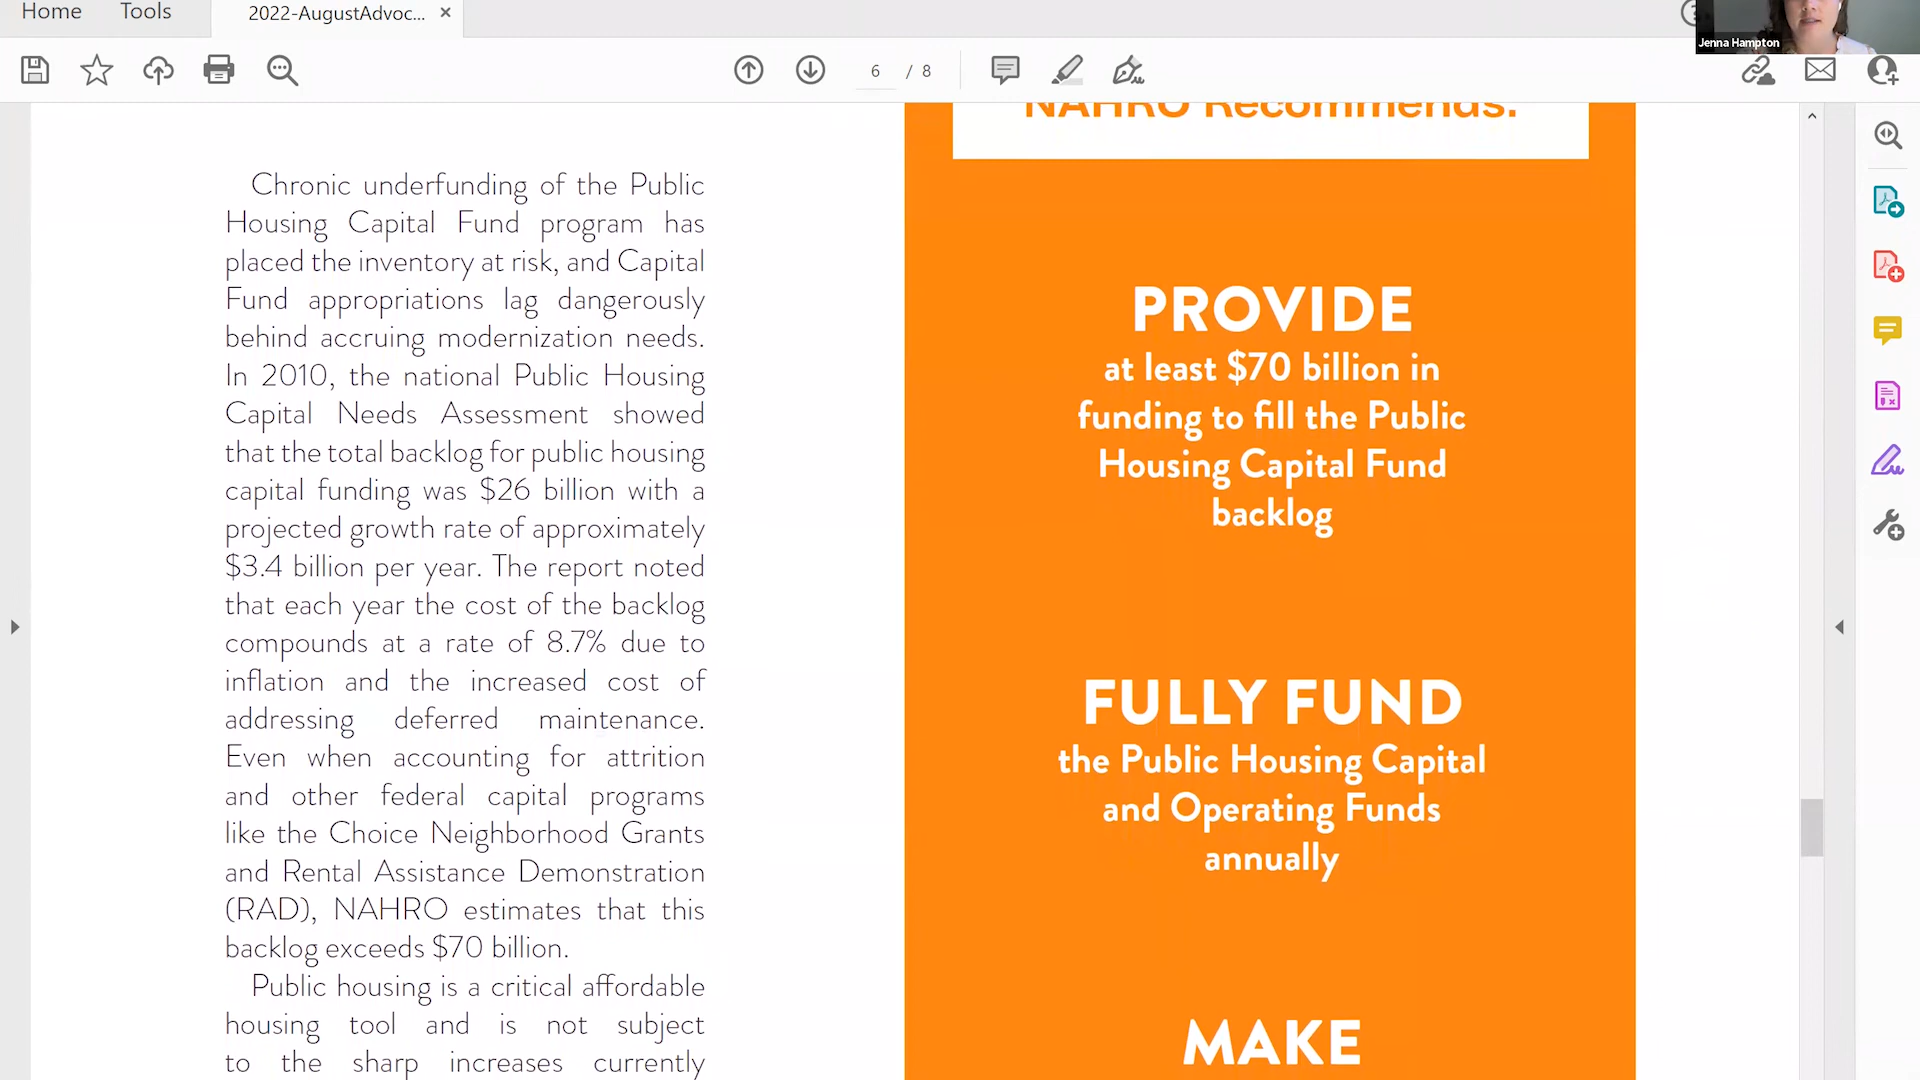 Home
Tools
2022-AugustAdvoc...
Jenna Hampton
6 / 8
Chronic underfunding of the Public
Housing Capital Fund program has
placed the inventory at risk, and Capital
Fund appropriations lag dangerously
behind accruing modernization needs.
In 2010, the national Public Housing
Capital Needs Assessment showed
that the total backlog for public housing
capital funding was $26 billion with a
projected growth rate of approximately
$3.4 billion per year. The report noted
that each year the cost of the backlog
compounds at a rate of 8.7% due to
inflation and the increased cost of
addressing deferred maintenance.
Even when accounting for attrition
and other federal capital programs
like the Choice Neighborhood Grants
and Rental Assistance Demonstration
(RAD), NAHRO estimates that this
backlog exceeds $70 billion.
Public housing is a critical affordable
housing tool and is not subject
to the sharp increases currently
NAHRO Recommends:
PROVIDE
at least $70 billion in
funding to fill the Public
Housing Capital Fund
backlog
FULLY FUND
the Public Housing Capital
and Operating Funds
annually
MAKE